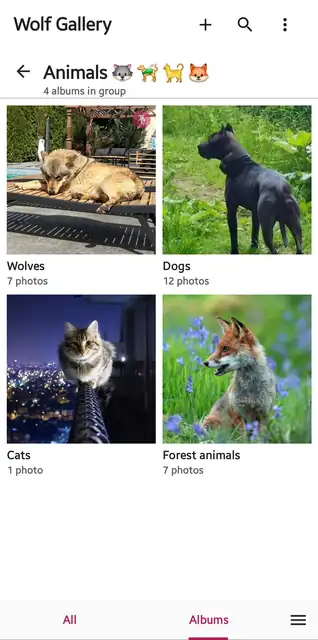 Wolf Gallery
Animals 🐺🐕‍🦺🐈🦊
4 albums in group
Wolves
7 photos
Dogs
12 photos
Cats
1 photo
Forest animals
7 photos
All
Albums